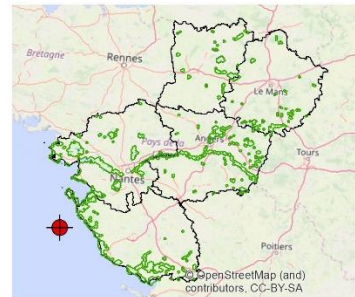 Bretagne
Rennes
Le Mans
Pays de la
Angers
Nantes
Tours
Poitiers
© OpenStreetMap (and)
contributors, CC-BY-SA